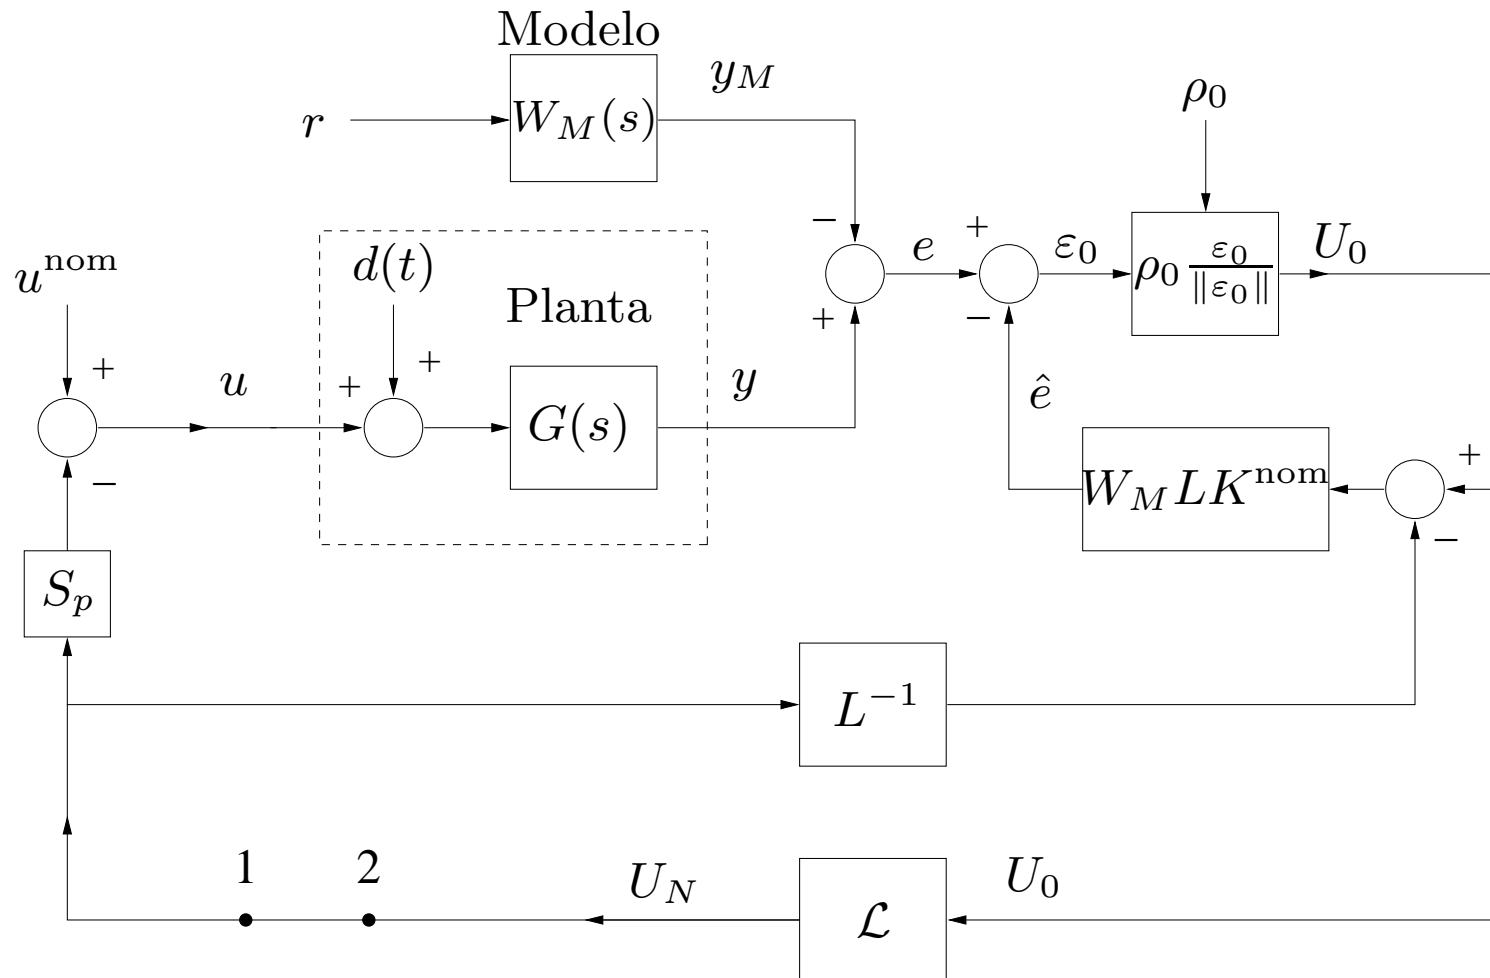 Modelo
r
W_M(s)
y_M
ρ_0
−
+
e
ε_0
ρ_0 ε_0/‖ε_0‖
U_0
u^nom
d(t)
Planta
+
−
+
+
+
u
G(s)
y
ê
W_M L K^nom
+
−
−
S_p
L^{-1}
1
2
U_N
ℒ
U_0